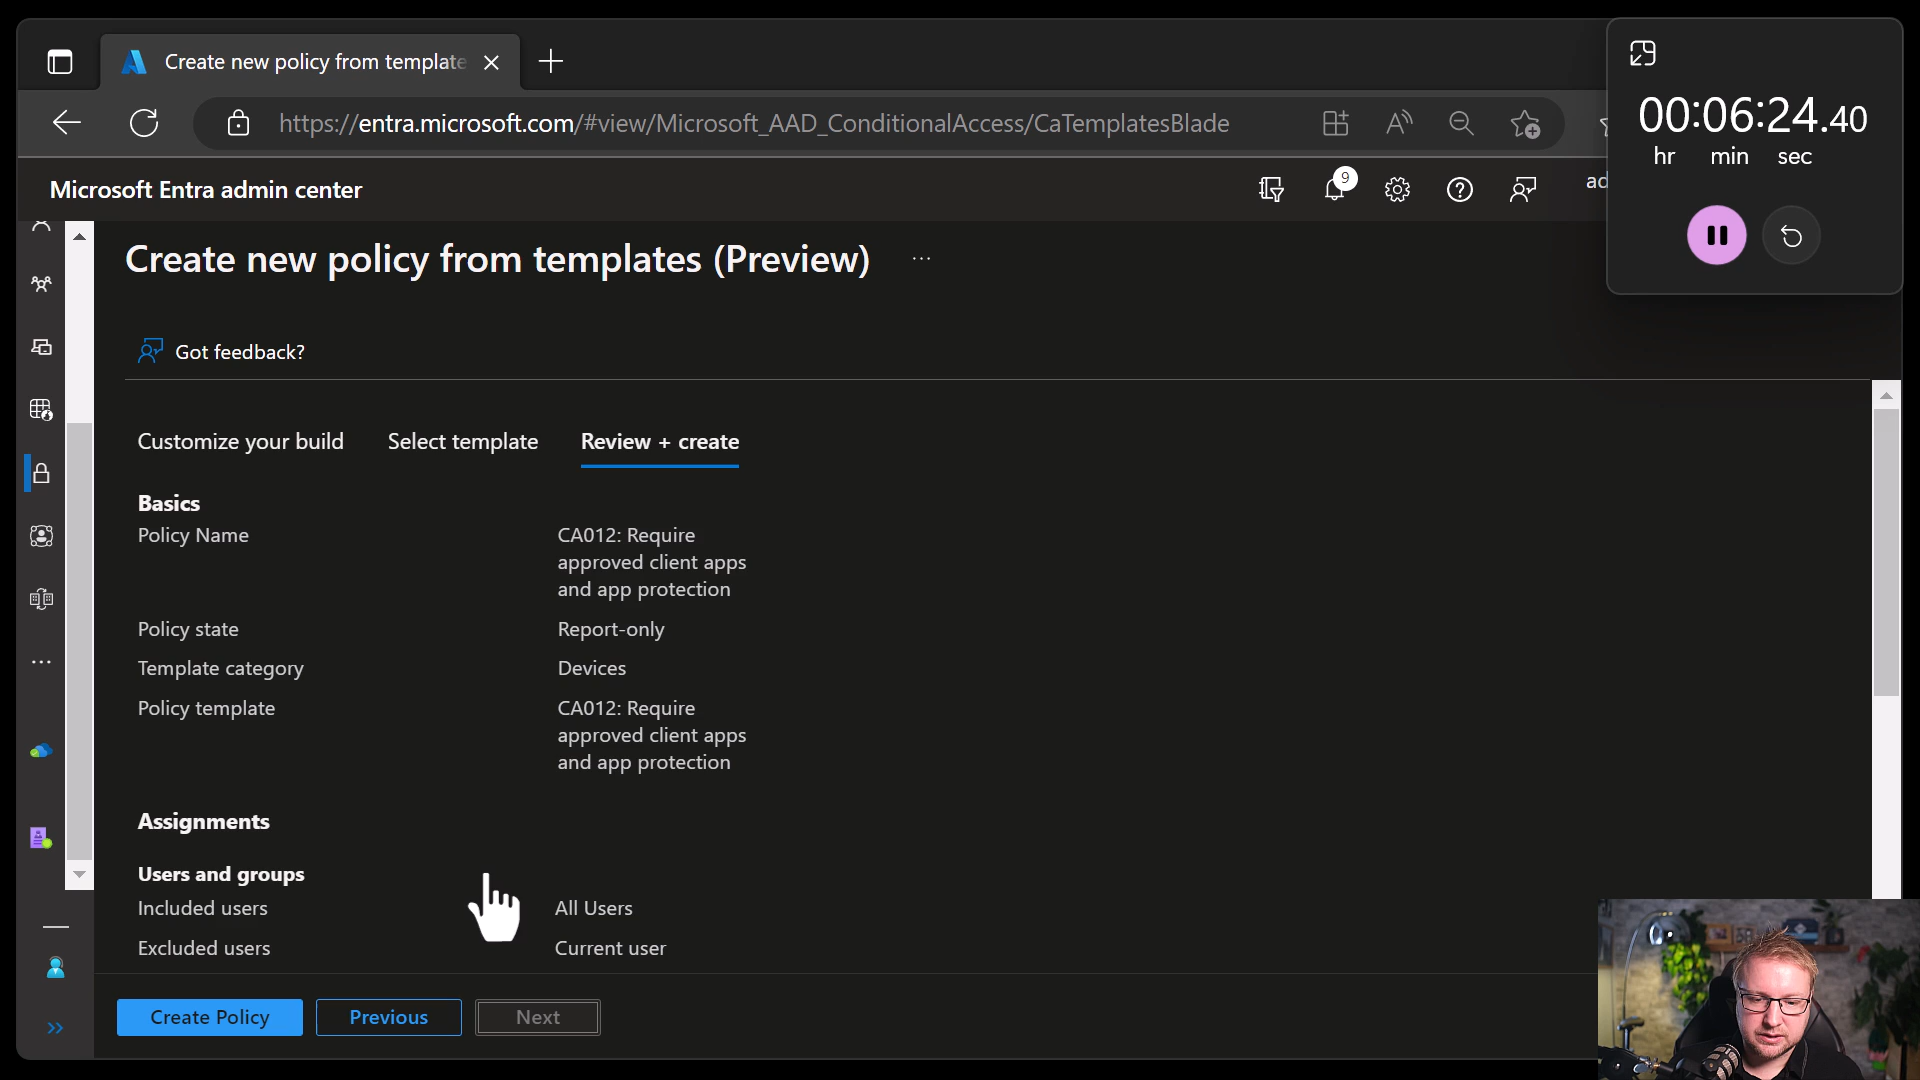 Create new policy from template
https://entra.microsoft.com/#view/Microsoft_AAD_ConditionalAccess/CaTemplatesBlade
00:06:24.40
hr min sec
Microsoft Entra admin center
9
ad
Create new policy from templates (Preview)
Got feedback?
Customize your build
Select template
Review + create
Basics
Policy Name
CA012: Require
approved client apps
and app protection
Policy state
Report-only
Template category
Devices
Policy template
CA012: Require
approved client apps
and app protection
Assignments
Users and groups
Included users
All Users
Excluded users
Current user
Create Policy
Previous
Next